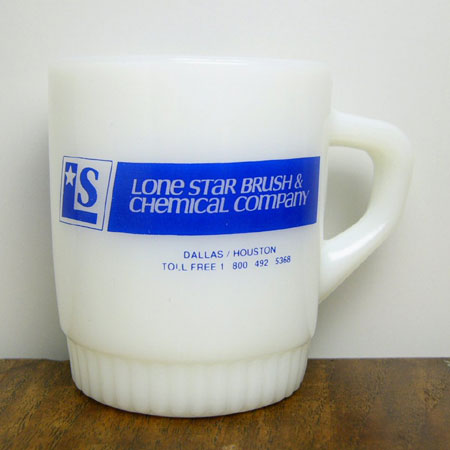 LS
LONE STAR BRUSH &
CHEMICAL COMPANY
DALLAS / HOUSTON
TOLL FREE 1 800 492 5368